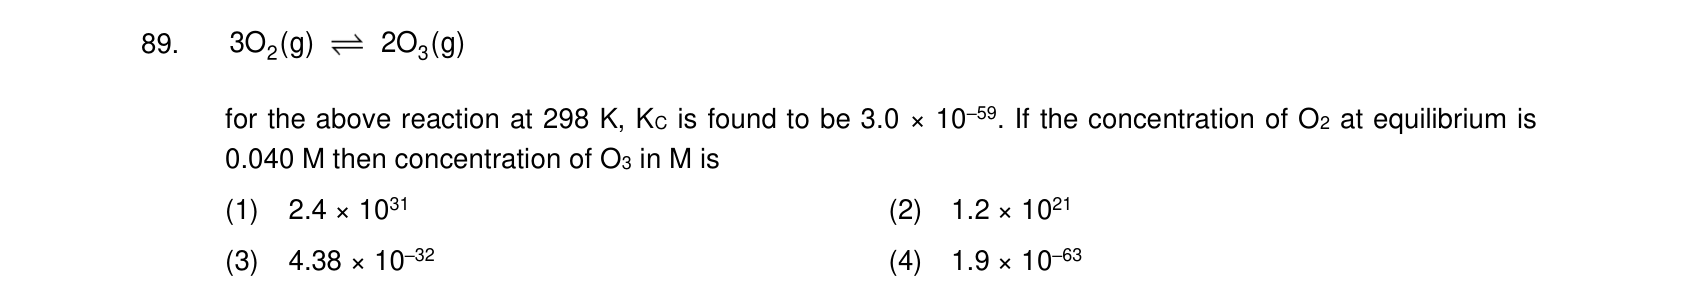 89. 3O₂(g) ⇌ 2O₃(g)
for the above reaction at 298 K, K꜀ is found to be 3.0 × 10⁻⁵⁹. If the concentration of O₂ at equilibrium is
0.040 M then concentration of O₃ in M is
(1) 2.4 × 10³¹ (2) 1.2 × 10²¹
(3) 4.38 × 10⁻³² (4) 1.9 × 10⁻⁶³